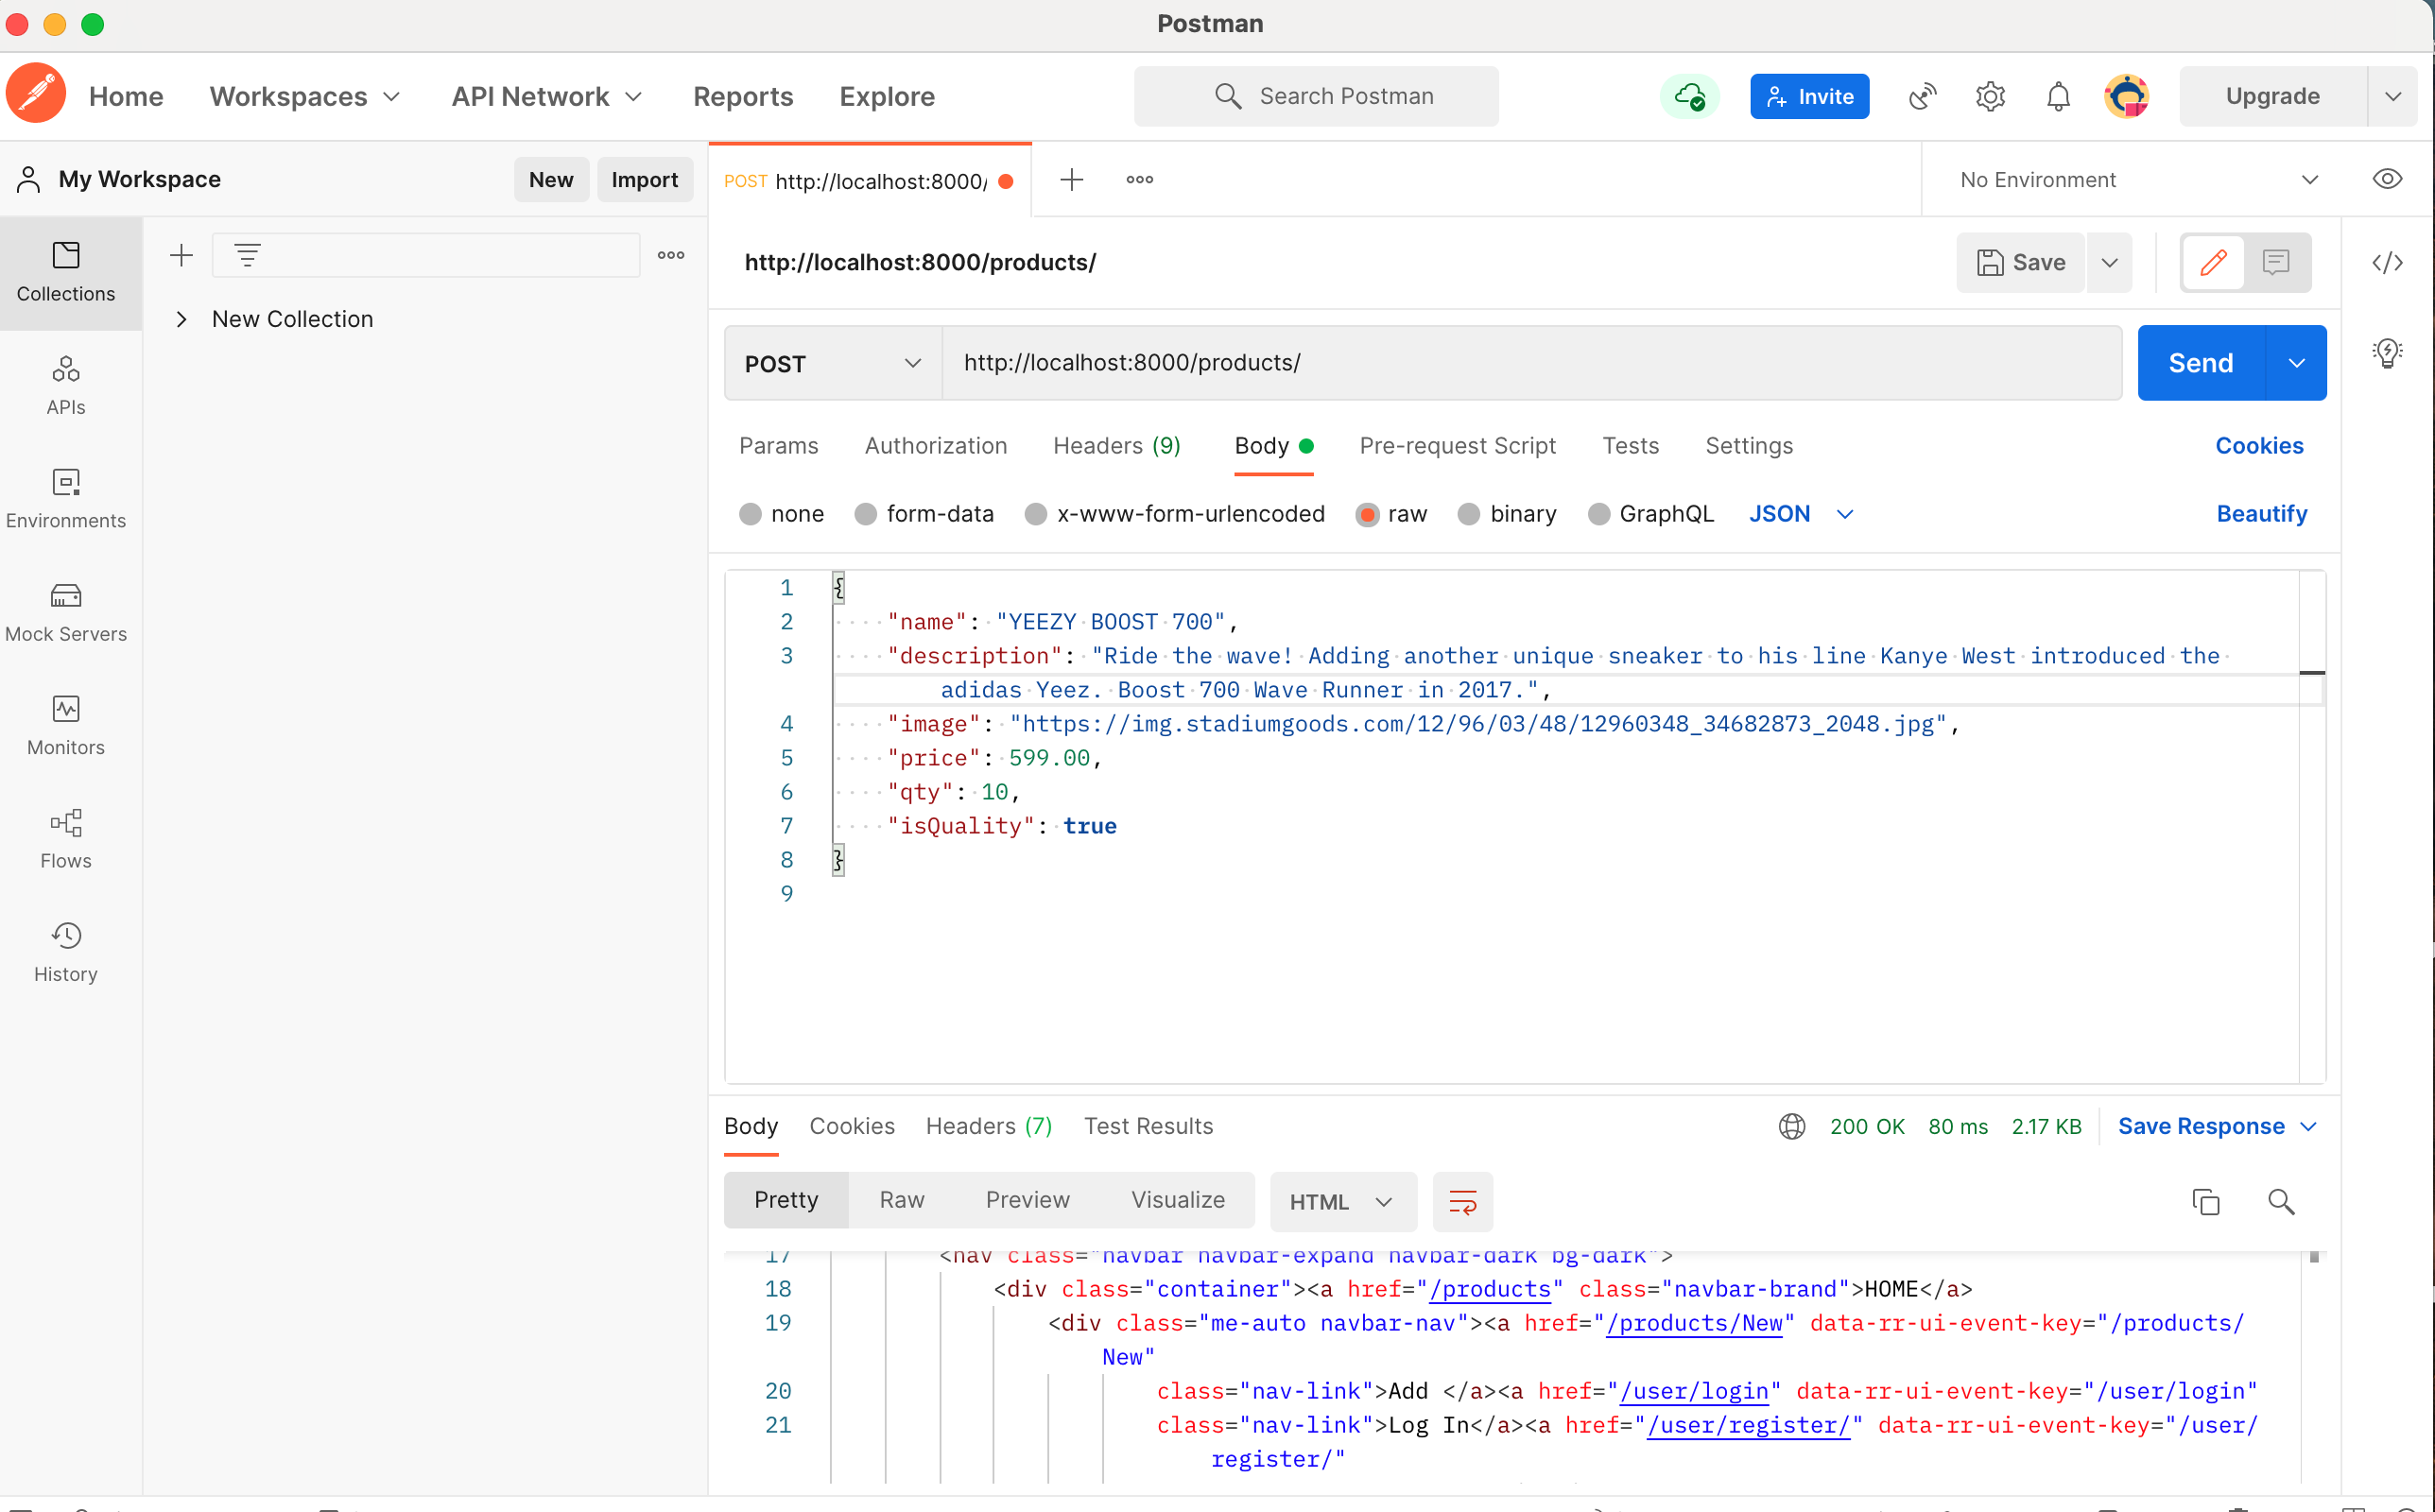 Postman
Home Workspaces API Network Reports Explore Search Postman Invite Upgrade
My Workspace New Import POST http://localhost:8000/ No Environment
Collections
New Collection
APIs
Environments
Mock Servers
Monitors
Flows
History
http://localhost:8000/products/ Save
POST http://localhost:8000/products/ Send
Params Authorization Headers (9) Body Pre-request Script Tests Settings Cookies
none form-data x-www-form-urlencoded raw binary GraphQL JSON Beautify
1 {
2 "name": "YEEZY BOOST 700",
3 "description": "Ride the wave! Adding another unique sneaker to his line Kanye West introduced the
adidas Yeez. Boost 700 Wave Runner in 2017.",
4 "image": "https://img.stadiumgoods.com/12/96/03/48/12960348_34682873_2048.jpg",
5 "price": 599.00,
6 "qty": 10,
7 "isQuality": true
8 }
9
Body Cookies Headers (7) Test Results 200 OK 80 ms 2.17 KB Save Response
Pretty Raw Preview Visualize HTML
17 <nav class="navbar navbar-expand navbar-dark bg-dark">
18 <div class="container"><a href="/products" class="navbar-brand">HOME</a>
19 <div class="me-auto navbar-nav"><a href="/products/New" data-rr-ui-event-key="/products/
New"
20 class="nav-link">Add </a><a href="/user/login" data-rr-ui-event-key="/user/login"
21 class="nav-link">Log In</a><a href="/user/register/" data-rr-ui-event-key="/user/
register/"